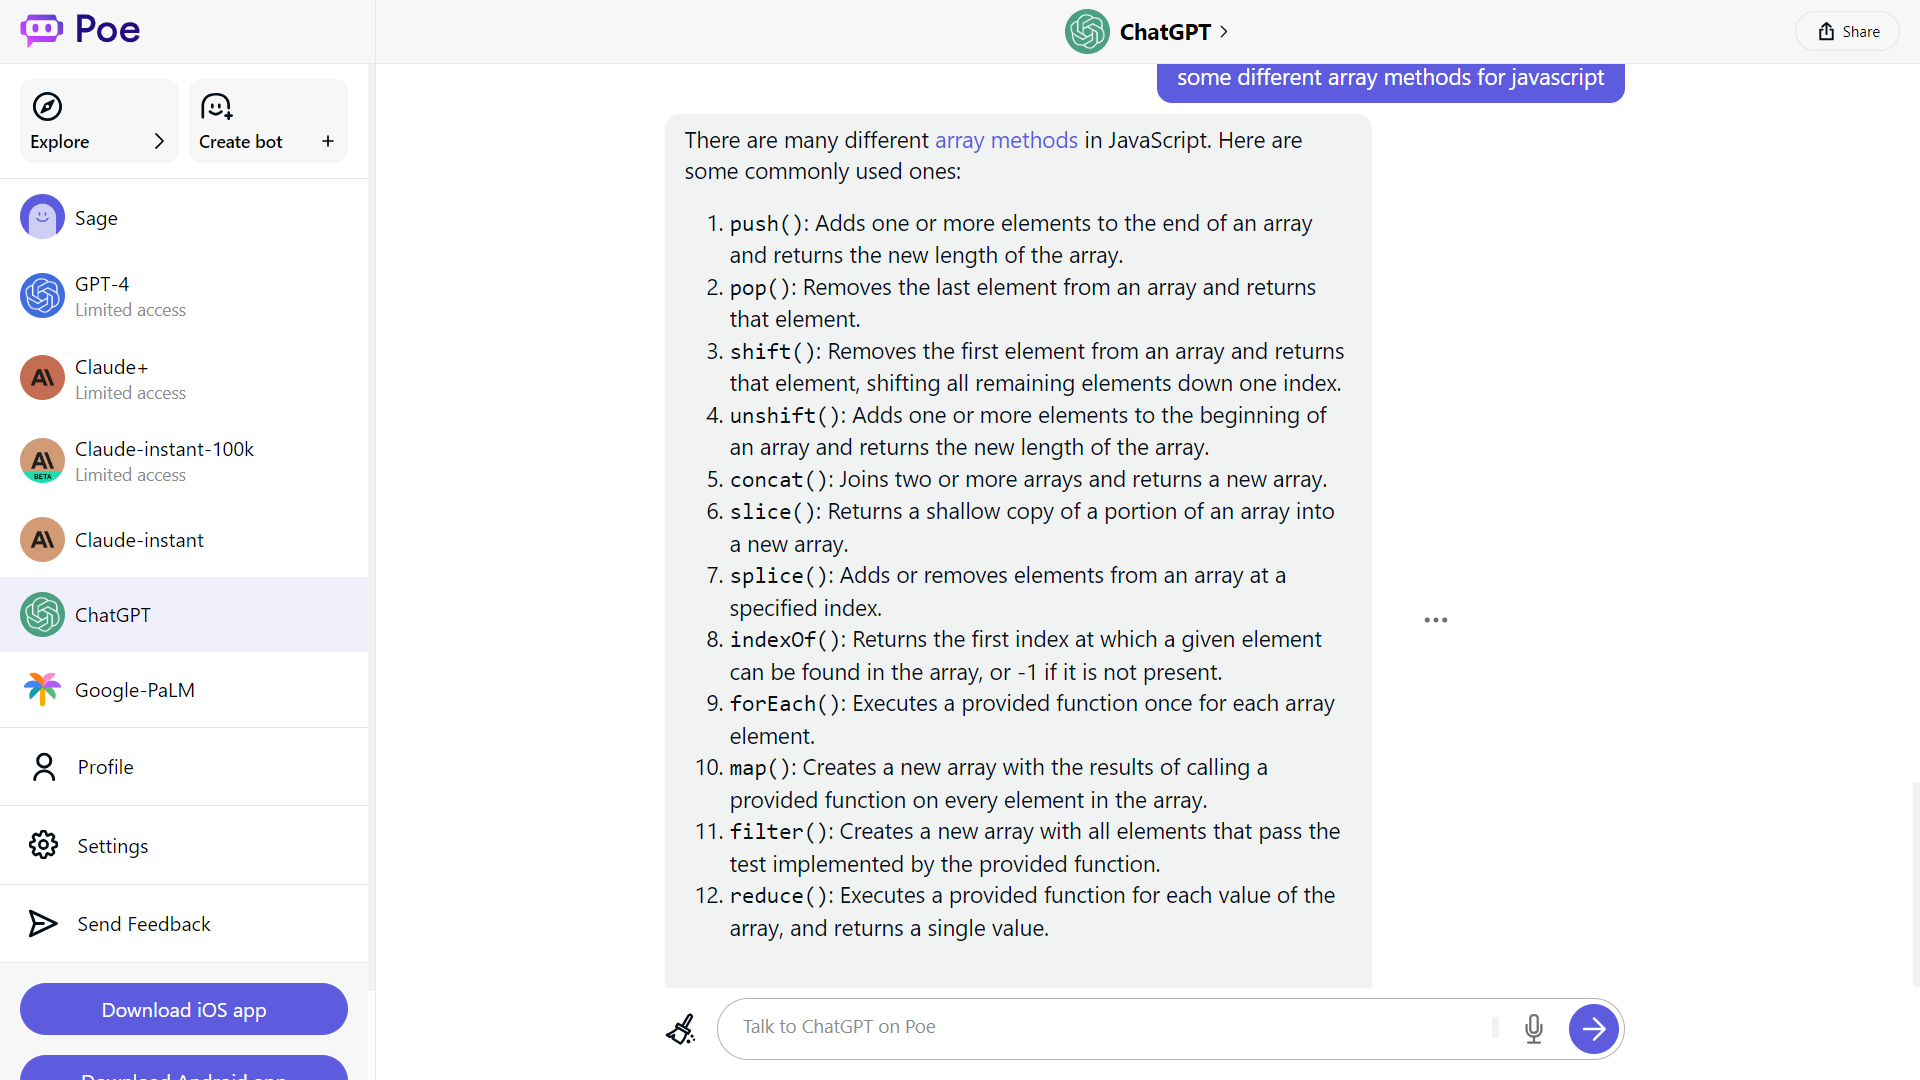 Poe
Explore
Create bot +
Sage
GPT-4
Limited access
Claude+
Limited access
Claude-instant-100k
Limited access
BETA
Claude-instant
ChatGPT
Google-PaLM
Profile
Settings
Send Feedback
Download iOS app
Download Android app
ChatGPT
Share
some different array methods for javascript
There are many different array methods in JavaScript. Here are
some commonly used ones:
1. push(): Adds one or more elements to the end of an array
and returns the new length of the array.
2. pop(): Removes the last element from an array and returns
that element.
3. shift(): Removes the first element from an array and returns
that element, shifting all remaining elements down one index.
4. unshift(): Adds one or more elements to the beginning of
an array and returns the new length of the array.
5. concat(): Joins two or more arrays and returns a new array.
6. slice(): Returns a shallow copy of a portion of an array into
a new array.
7. splice(): Adds or removes elements from an array at a
specified index.
8. indexOf(): Returns the first index at which a given element
can be found in the array, or -1 if it is not present.
9. forEach(): Executes a provided function once for each array
element.
10. map(): Creates a new array with the results of calling a
provided function on every element in the array.
11. filter(): Creates a new array with all elements that pass the
test implemented by the provided function.
12. reduce(): Executes a provided function for each value of the
array, and returns a single value.
Talk to ChatGPT on Poe